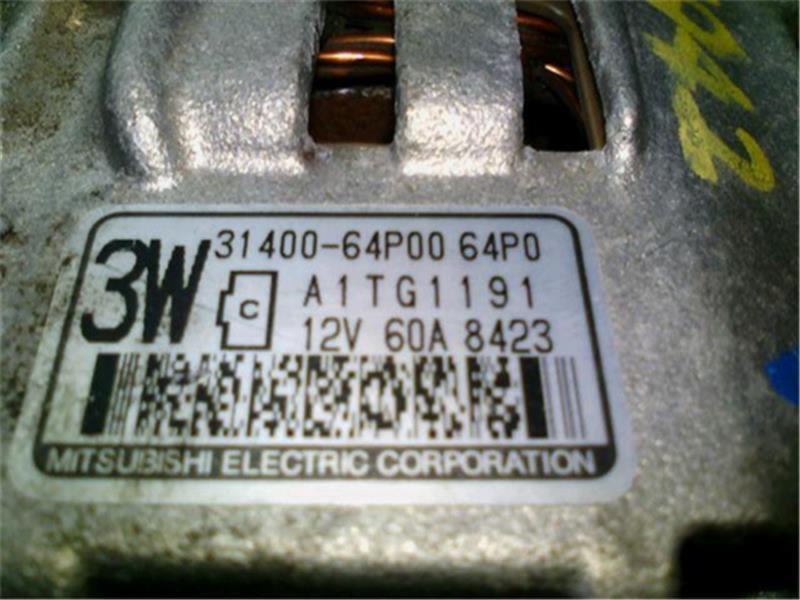 3W
31400-64P00 64P0
C
A1TG1191
12V 60A 8423
MITSUBISHI ELECTRIC CORPORATION